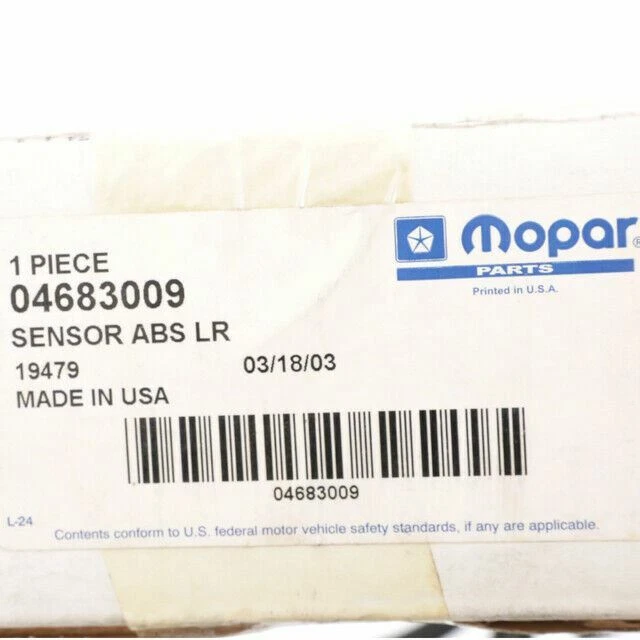 Mopar®
PARTS
Printed in U.S.A.
1 PIECE
04683009
SENSOR ABS LR
19479 03/18/03
MADE IN USA
04683009
L-24
Contents conform to U.S. federal motor vehicle safety standards, if any are applicable.